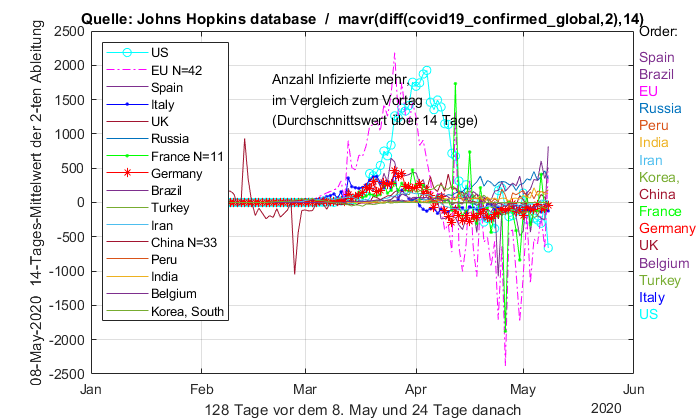 Quelle: Johns Hopkins database / mavr(diff(covid19_confirmed_global,2),14)
Order:
2500
2000
1500
1000
500
0
-500
-1000
-1500
-2000
-2500
08-May-2020 14-Tages-Mittelwert der 2-ten Ableitung
US
EU N=42
Spain
Italy
UK
Russia
France N=11
Germany
Brazil
Turkey
Iran
China N=33
Peru
India
Belgium
Korea, South
Anzahl Infizierte mehr,
im Vergleich zum Vortag
(Durchschnittswert über 14 Tage)
Spain
Brazil
EU
Russia
Peru
India
Iran
Korea,
China
France
Germany
UK
Belgium
Turkey
Italy
US
Jan
Feb
Mar
Apr
May
Jun
128 Tage vor dem 8. May und 24 Tage danach
2020